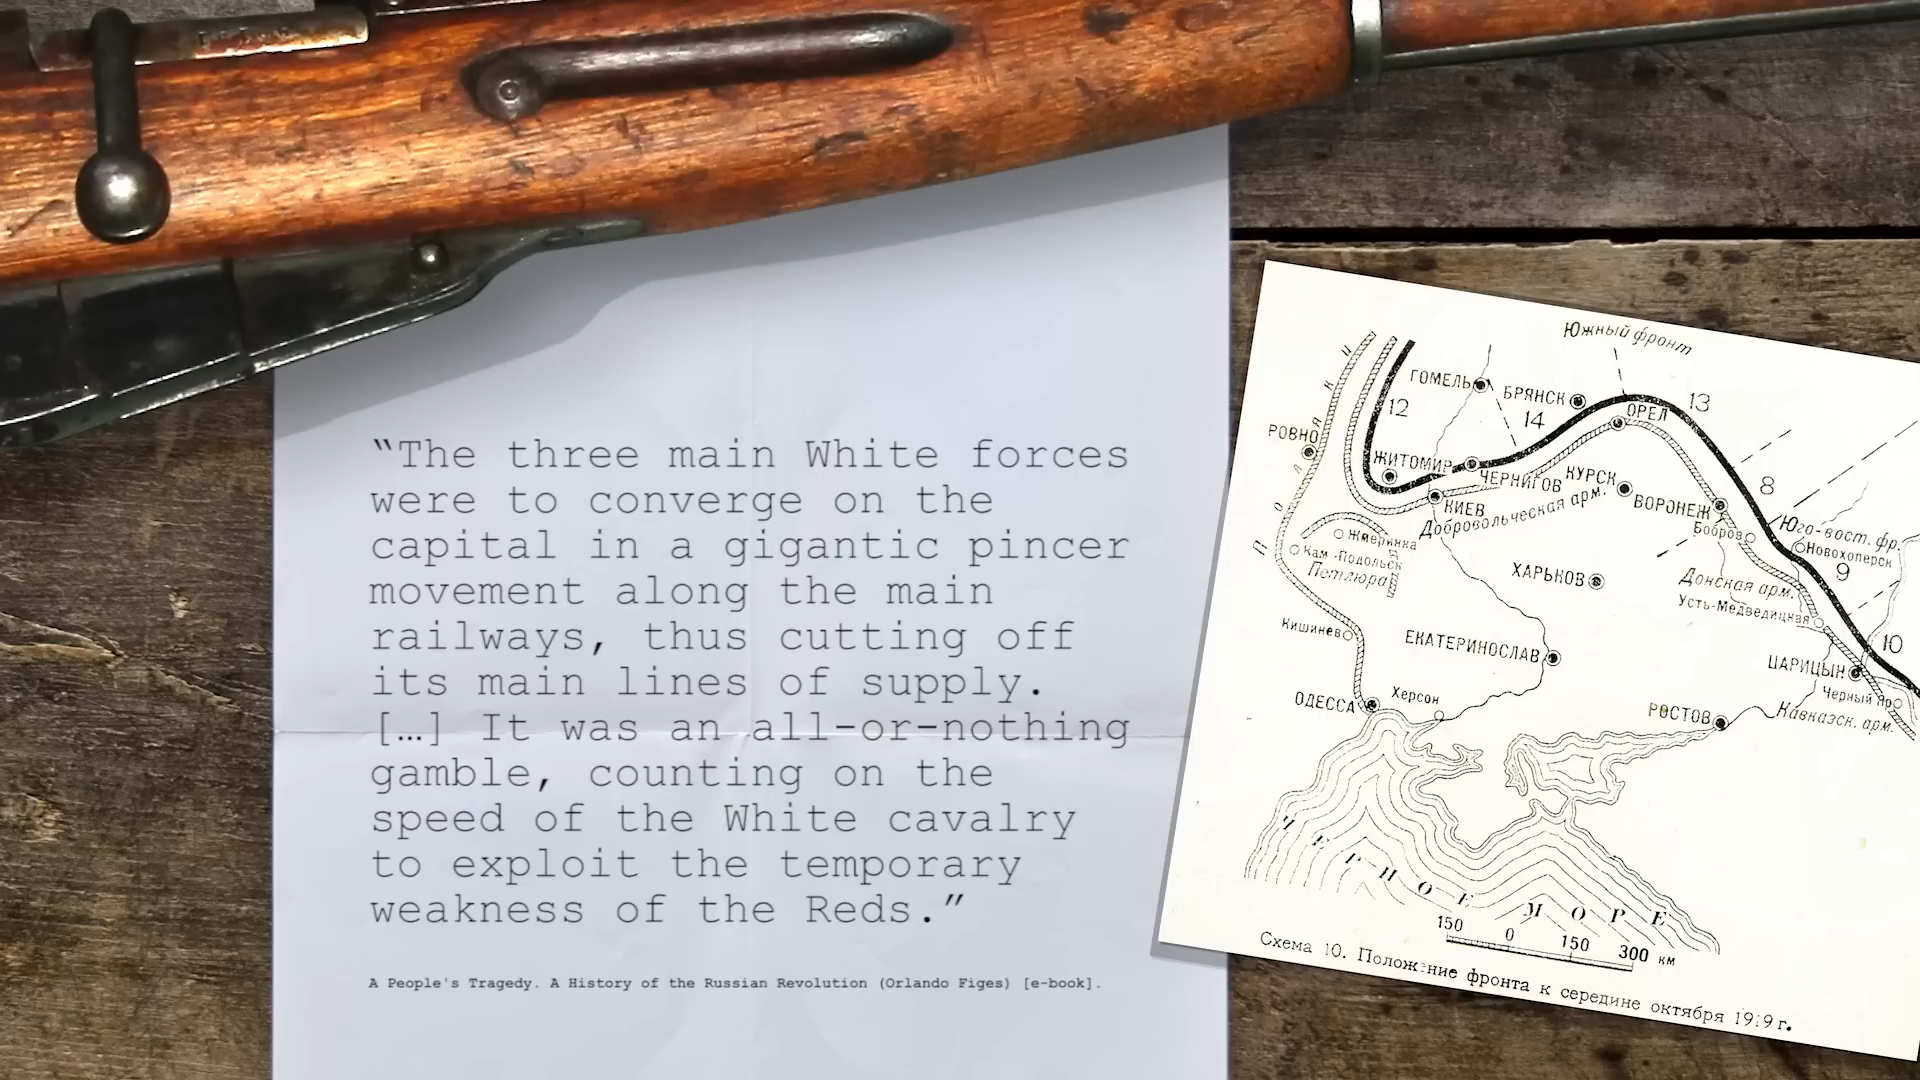 “The three main White forces
were to converge on the
capital in a gigantic pincer
movement along the main
railways, thus cutting off
its main lines of supply.
[…] It was an all-or-nothing
gamble, counting on the
speed of the White cavalry
to exploit the temporary
weakness of the Reds.”
A People's Tragedy. A History of the Russian Revolution (Orlando Figes) [e-book].
Южный фронт
ГОМЕЛЬ
БРЯНСК
12
14
ОРЕЛ
13
РОВНО
ЖИТОМИР
ЧЕРНИГОВ
КУРСК
8
КИЕВ
Добровольческая арм.
ВОРОНЕЖ
Бобров
Юго-вост. фр.
Новохоперск
Жмеринка
Кам.-Подольск
Петлюра
ХАРЬКОВ
9
Донская арм.
Усть-Медведицкая
Кишинев
ЕКАТЕРИНОСЛАВ
10
ЦАРИЦЫН
Черный Яр
ОДЕССА
Херсон
РОСТОВ
Кавказск. арм.
ЧЕРНОЕ МОРЕ
150 0 150 300 км
Схема 10. Положение фронта к середине октября 1919 г.